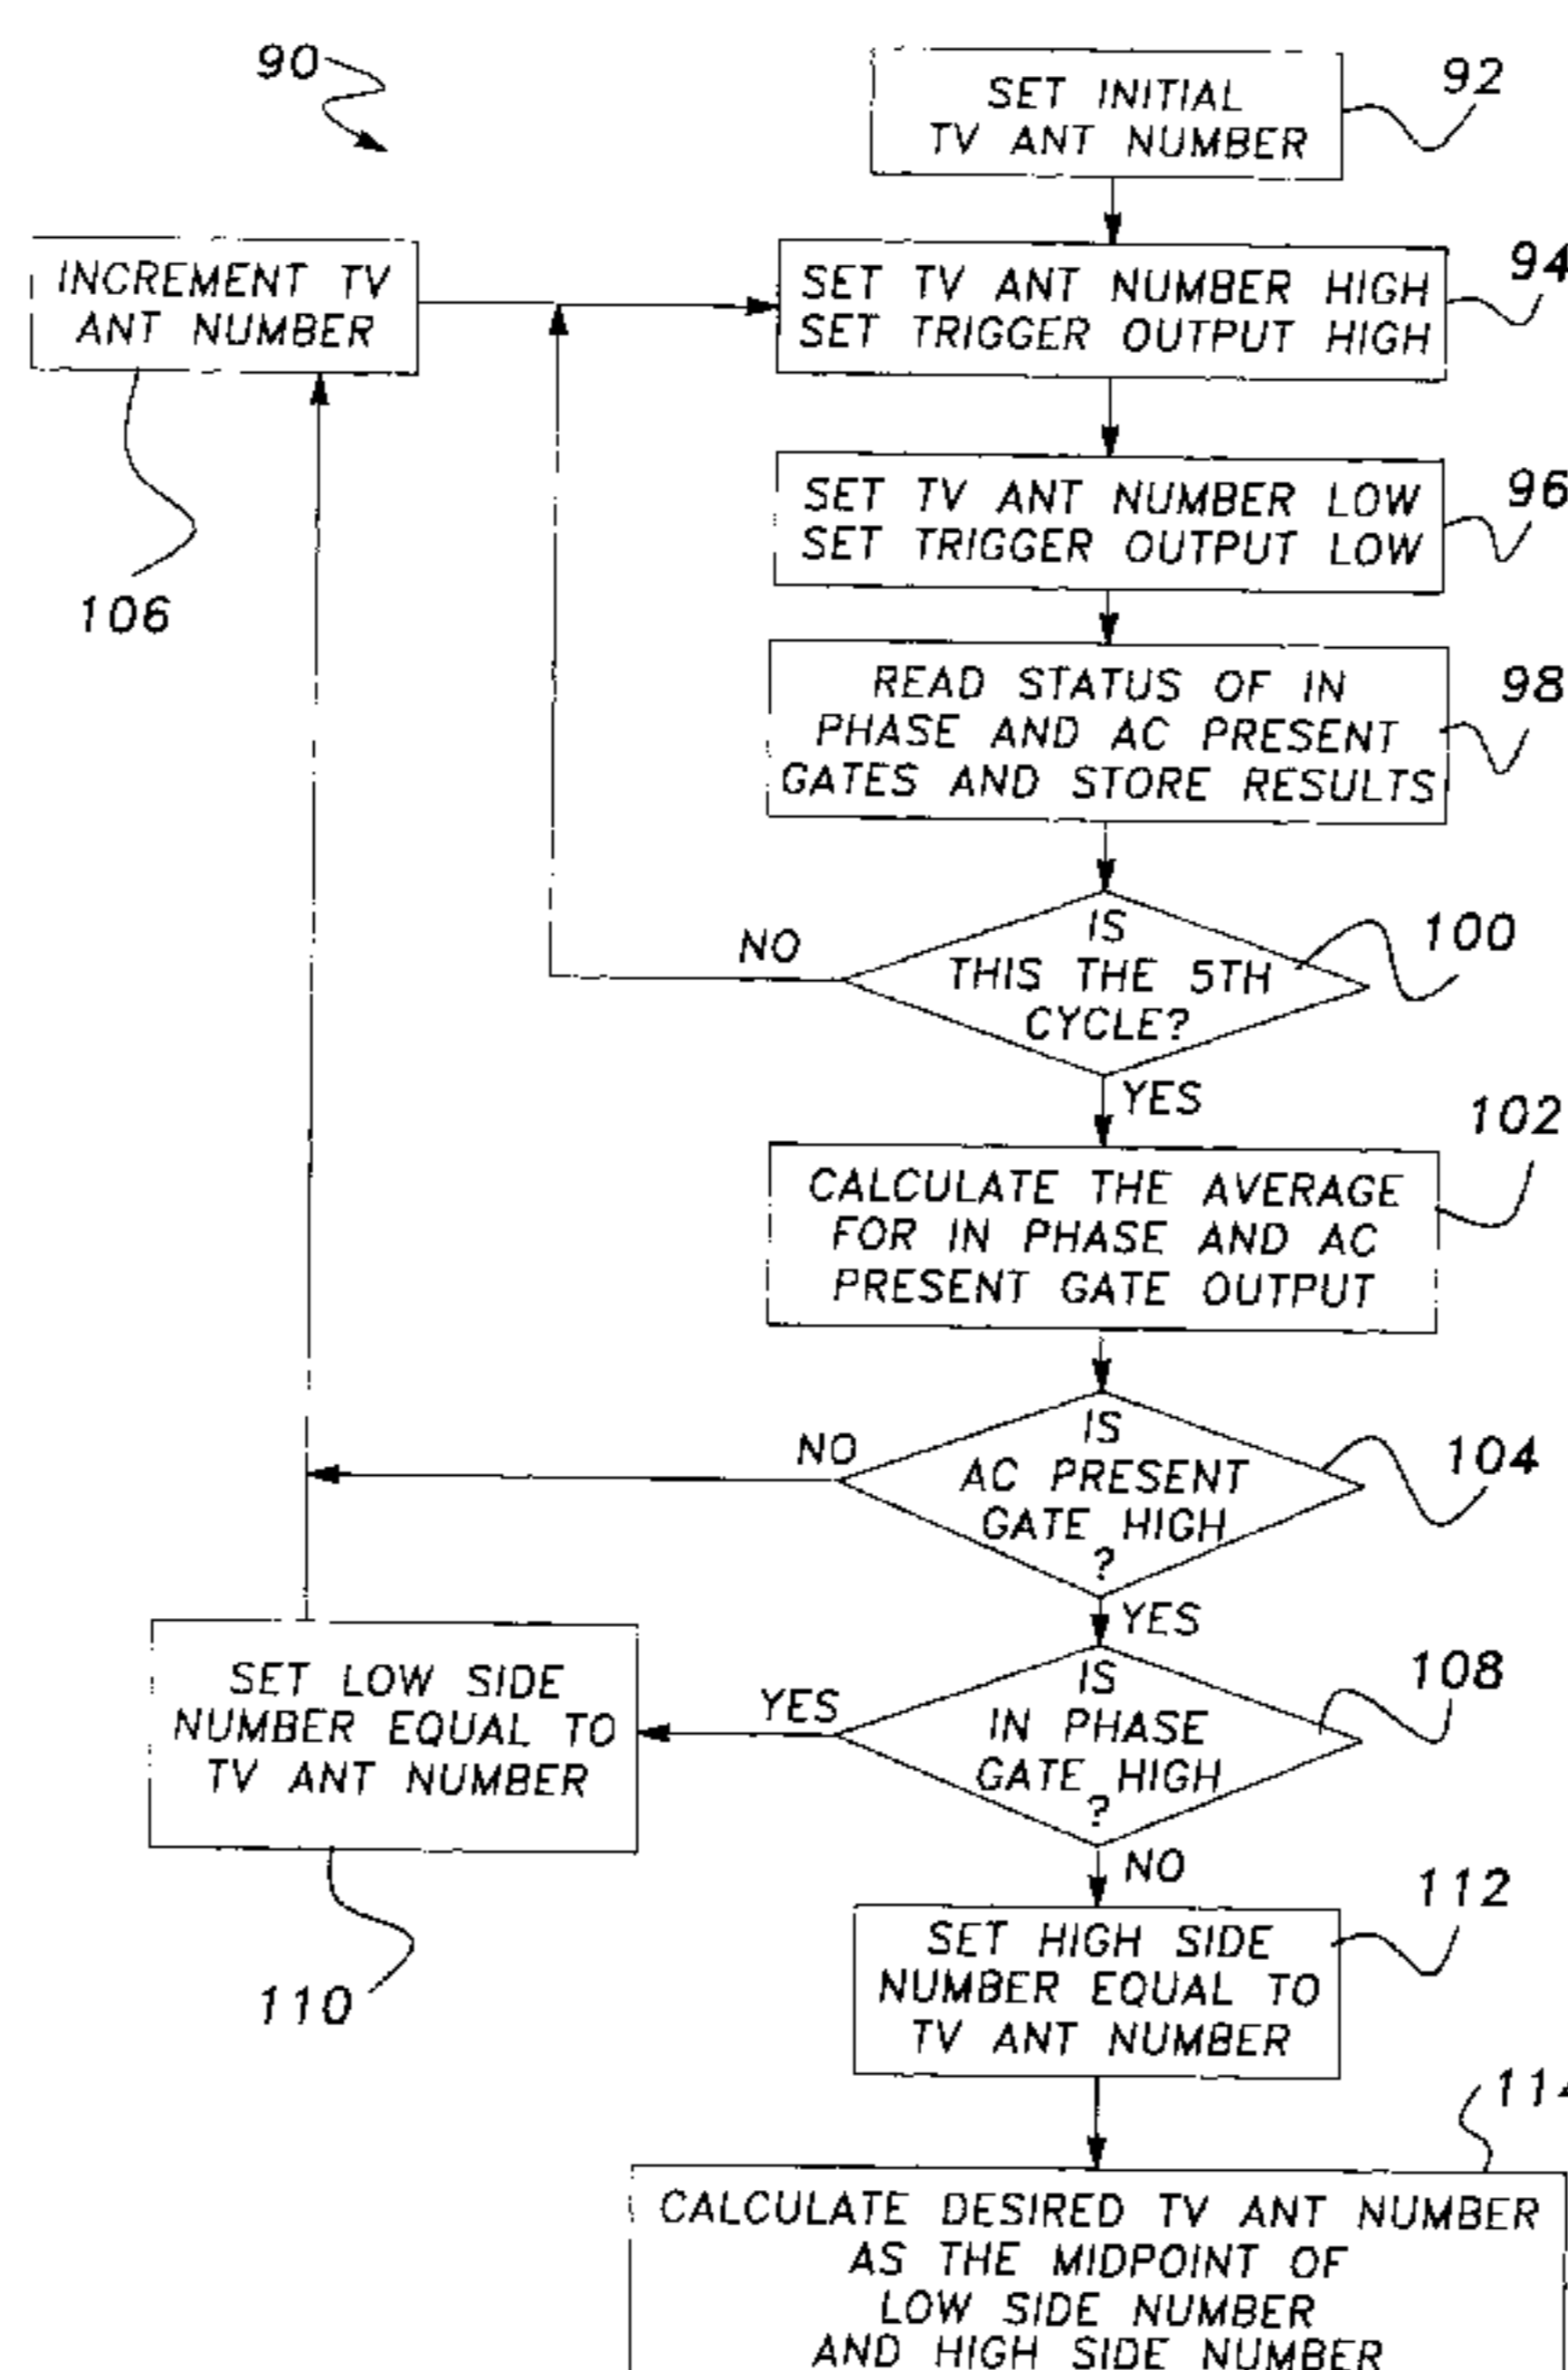 90
SET INITIAL
TV ANT NUMBER
92
INCREMENT TV
ANT NUMBER
106
SET TV ANT NUMBER HIGH
SET TRIGGER OUTPUT HIGH
94
SET TV ANT NUMBER LOW
SET TRIGGER OUTPUT LOW
96
READ STATUS OF IN
PHASE AND AC PRESENT
GATES AND STORE RESULTS
98
IS
THIS THE 5TH
CYCLE?
100
NO
YES
CALCULATE THE AVERAGE
FOR IN PHASE AND AC
PRESENT GATE OUTPUT
102
IS
AC PRESENT
GATE HIGH
?
104
NO
YES
IS
IN PHASE
GATE HIGH
?
108
YES
SET LOW SIDE
NUMBER EQUAL TO
TV ANT NUMBER
110
NO
SET HIGH SIDE
NUMBER EQUAL TO
TV ANT NUMBER
112
CALCULATE DESIRED TV ANT NUMBER
AS THE MIDPOINT OF
LOW SIDE NUMBER
AND HIGH SIDE NUMBER
114